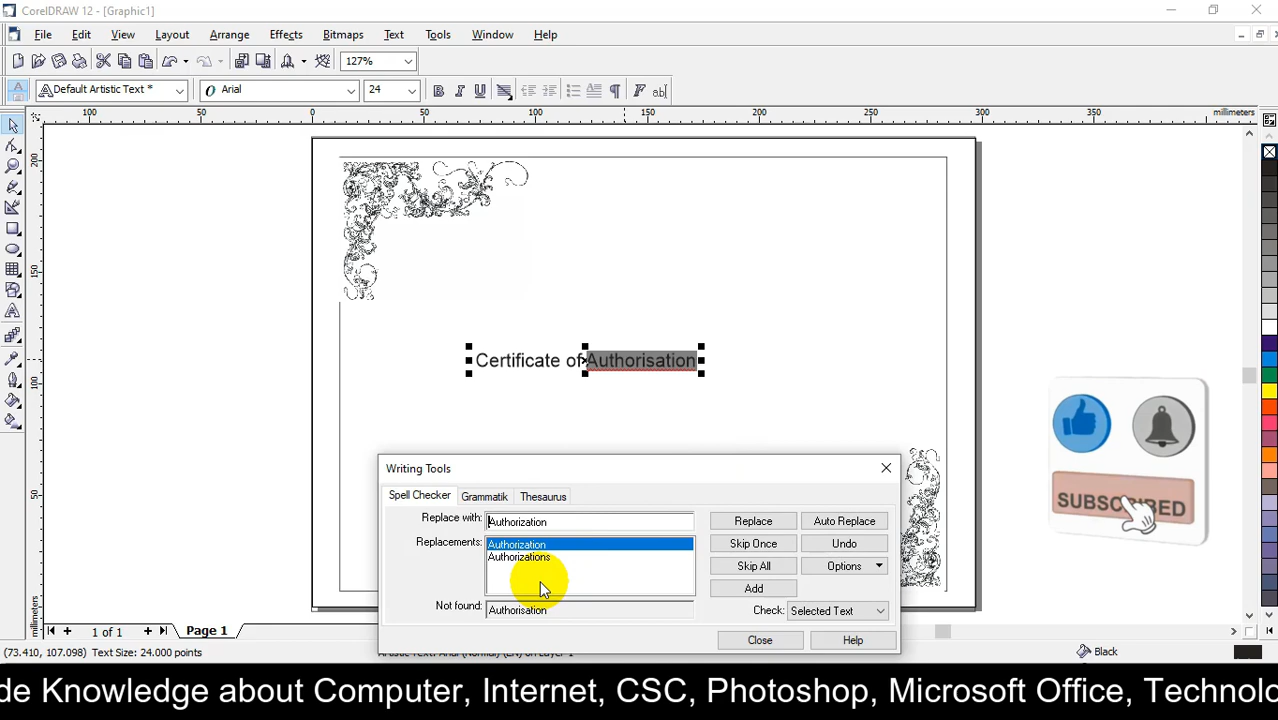 CorelDRAW 12 - [Graphic1]
File Edit View Layout Arrange Effects Bitmaps Text Tools Window Help
127%
Default Artistic Text * Arial 24
100 50 0 50 100 150 200 250 300 350 millimeters
200
150
100
50
millimeters
Certificate of Authorisation
SUBSCRIBED
Writing Tools
Spell Checker Grammatik Thesaurus
Replace with: Authorization Replace Auto Replace
Replacements: Authorization Skip Once Undo
Authorizations
Skip All Options
Add
Not found: Authorisation Check: Selected Text
Close Help
1 of 1 Page 1
(73.410, 107.098) Text Size: 24.000 points Black
de Knowledge about Computer, Internet, CSC, Photoshop, Microsoft Office, Technolo